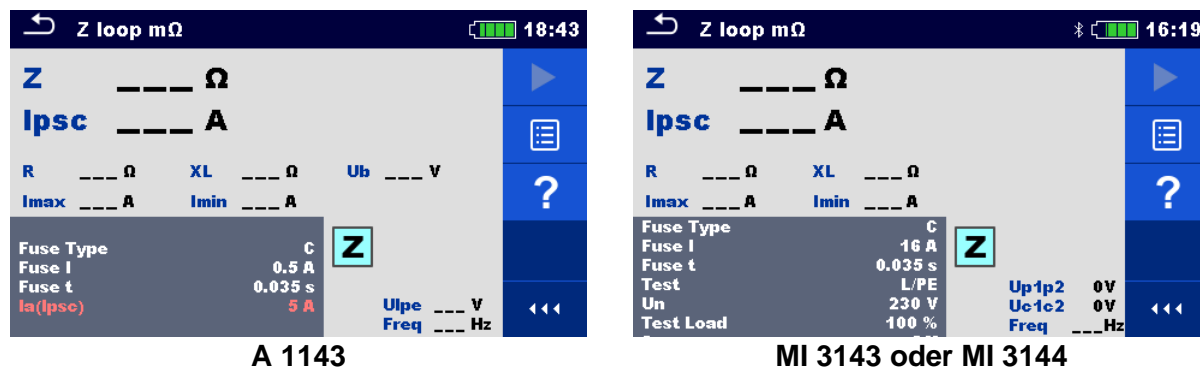 Z loop mΩ 18:43
Z ___ Ω
Ipsc ___ A
R ___ Ω XL ___ Ω Ub ___ V
Imax ___ A Imin ___ A
Fuse Type C
Fuse I 0.5 A
Fuse t 0.035 s
Ia(Ipsc) 5 A
Z
Ulpe ___ V
Freq ___ Hz
?
A 1143
Z loop mΩ 16:19
Z ___ Ω
Ipsc ___ A
R ___ Ω XL ___ Ω
Imax ___ A Imin ___ A
Fuse Type C
Fuse I 16 A
Fuse t 0.035 s
Test L/PE
Un 230 V
Test Load 100 %
Z
Up1p2 0V
Uc1c2 0V
Freq ___Hz
?
MI 3143 oder MI 3144